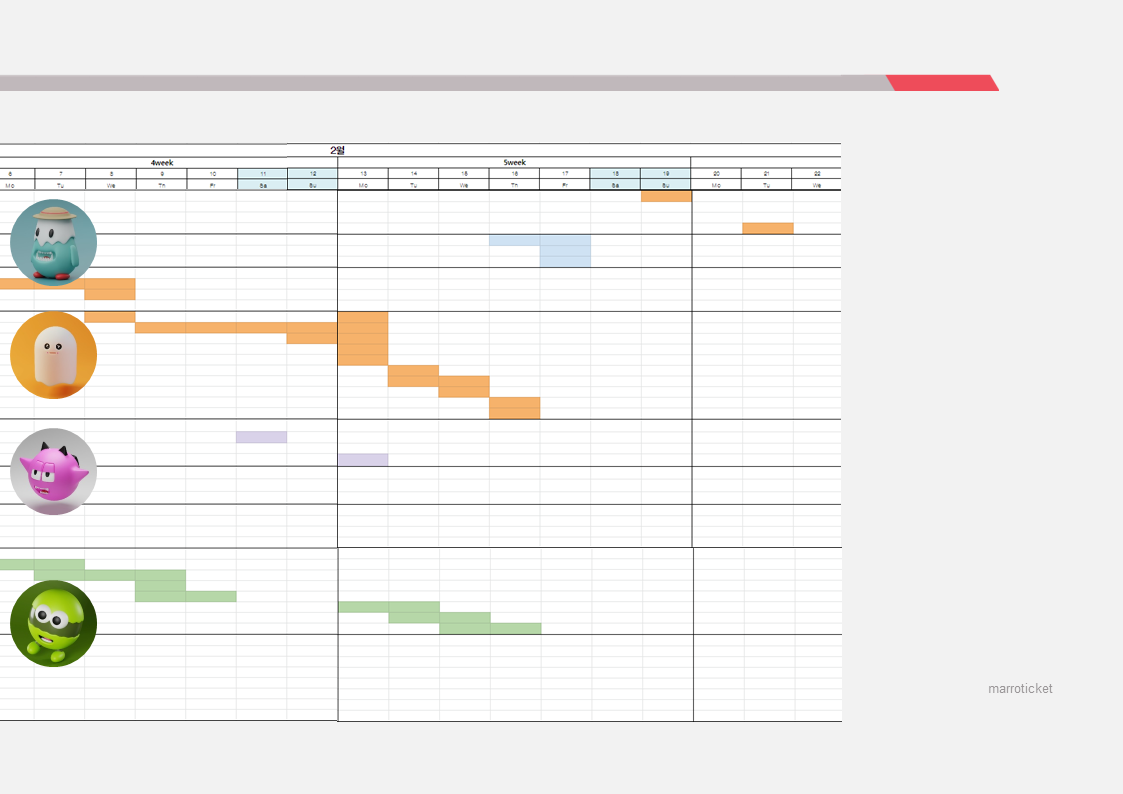 2월
4week 5week
6 7 8 9 10 11 12 13 14 15 16 17 18 19 20 21 22
Mo Tu We Th Fr Sa Su Mo Tu We Th Fr Sa Su Mo Tu We
marroticket